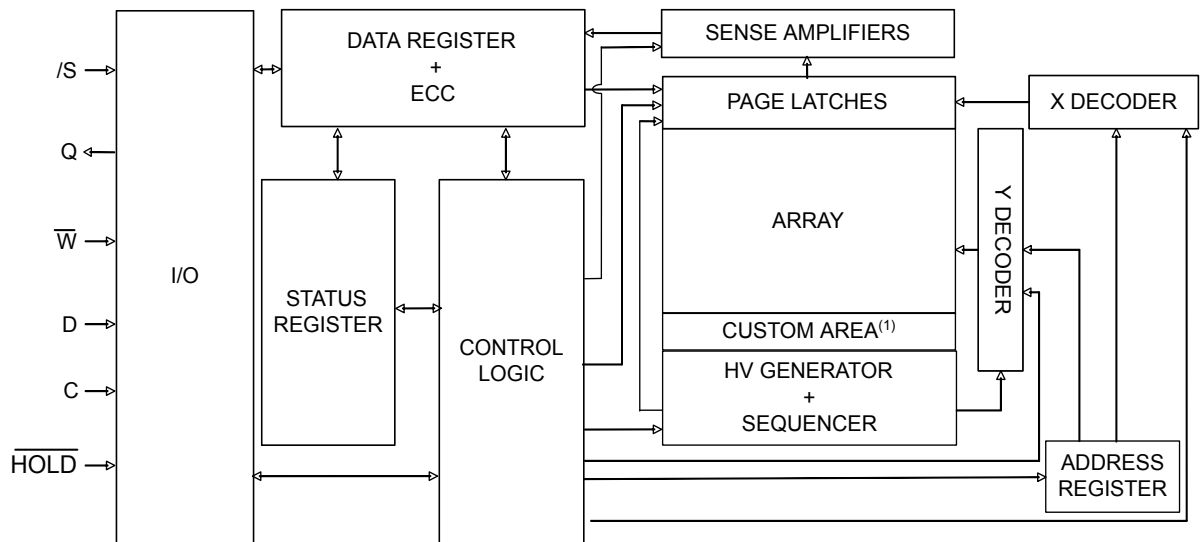 /S
Q
W
D
C
HOLD
I/O
DATA REGISTER
+
ECC
STATUS
REGISTER
CONTROL
LOGIC
SENSE AMPLIFIERS
PAGE LATCHES
ARRAY
CUSTOM AREA(1)
HV GENERATOR
+
SEQUENCER
X DECODER
Y DECODER
ADDRESS
REGISTER